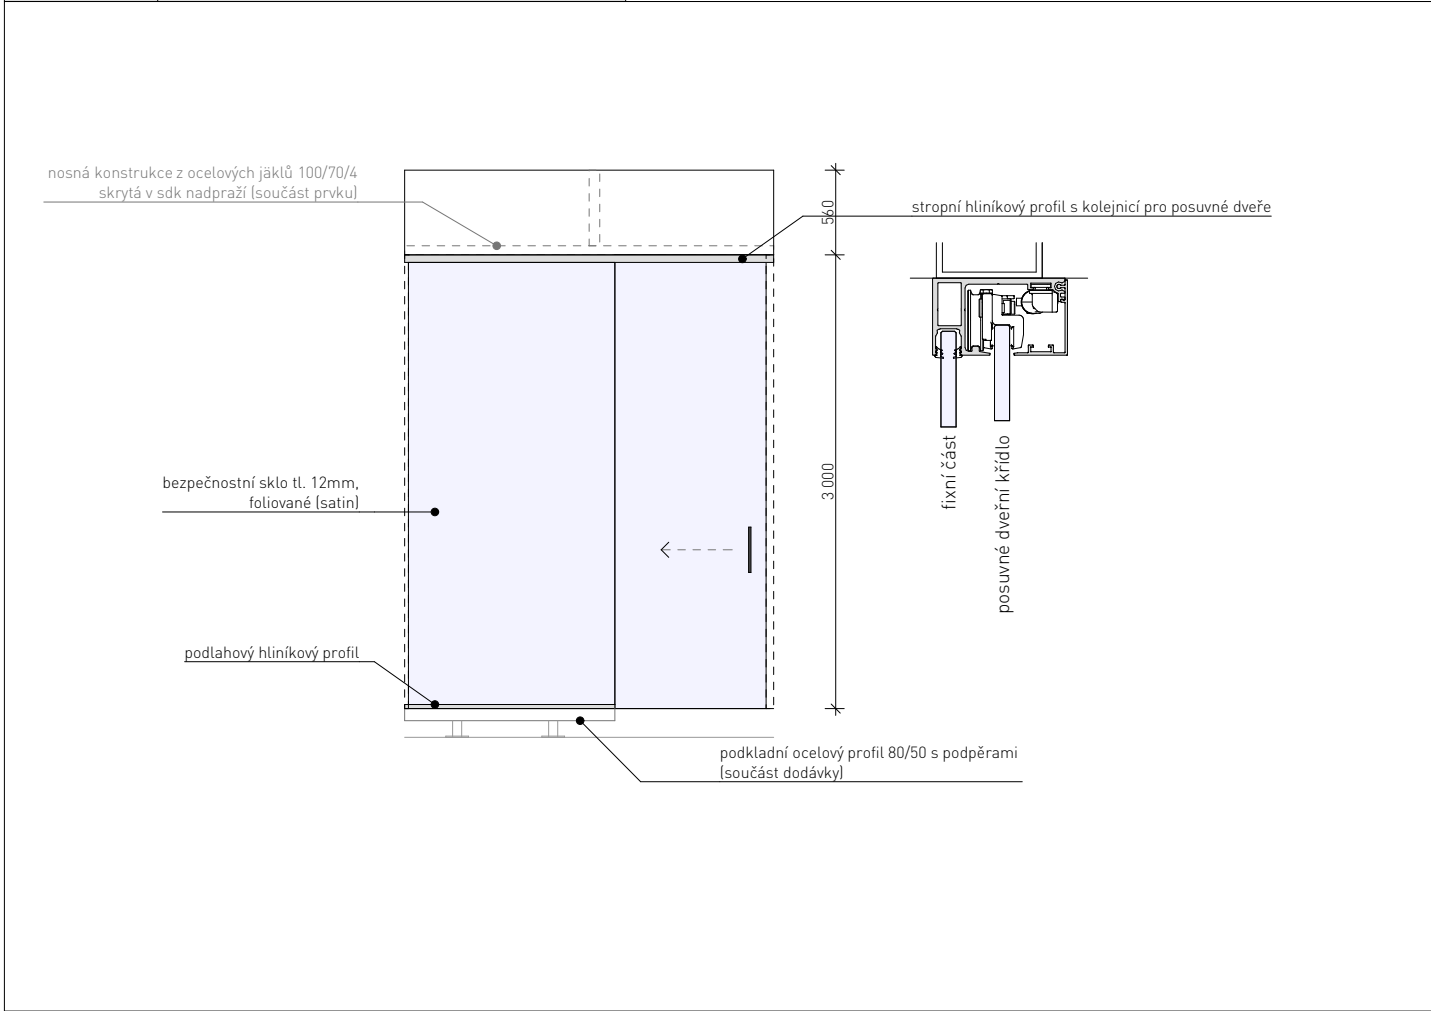 nosná konstrukce z ocelových jäklů 100/70/4
skrytá v sdk nadpraží (součást prvku)
560
stropní hliníkový profil s kolejnicí pro posuvné dveře
bezpečnostní sklo tl. 12mm,
foliované (satin)
3 000
fixní část
posuvné dveřní křídlo
podlahový hliníkový profil
podkladní ocelový profil 80/50 s podpěrami
(součást dodávky)